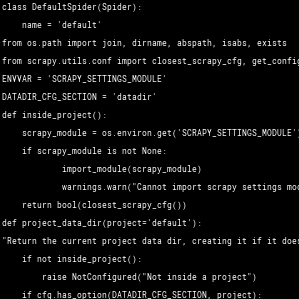 class DefaultSpider(Spider):
name = 'default'
from os.path import join, dirname, abspath, isabs, exists
from scrapy.utils.conf import closest_scrapy_cfg, get_config
ENVVAR = 'SCRAPY_SETTINGS_MODULE'
DATADIR_CFG_SECTION = 'datadir'
def inside_project():
scrapy_module = os.environ.get('SCRAPY_SETTINGS_MODULE')
if scrapy_module is not None:
import_module(scrapy_module)
warnings.warn("Cannot import scrapy settings mod
return bool(closest_scrapy_cfg())
def project_data_dir(project='default'):
"Return the current project data dir, creating it if it does
if not inside_project():
raise NotConfigured("Not inside a project")
if cfg.has_option(DATADIR_CFG_SECTION, project):